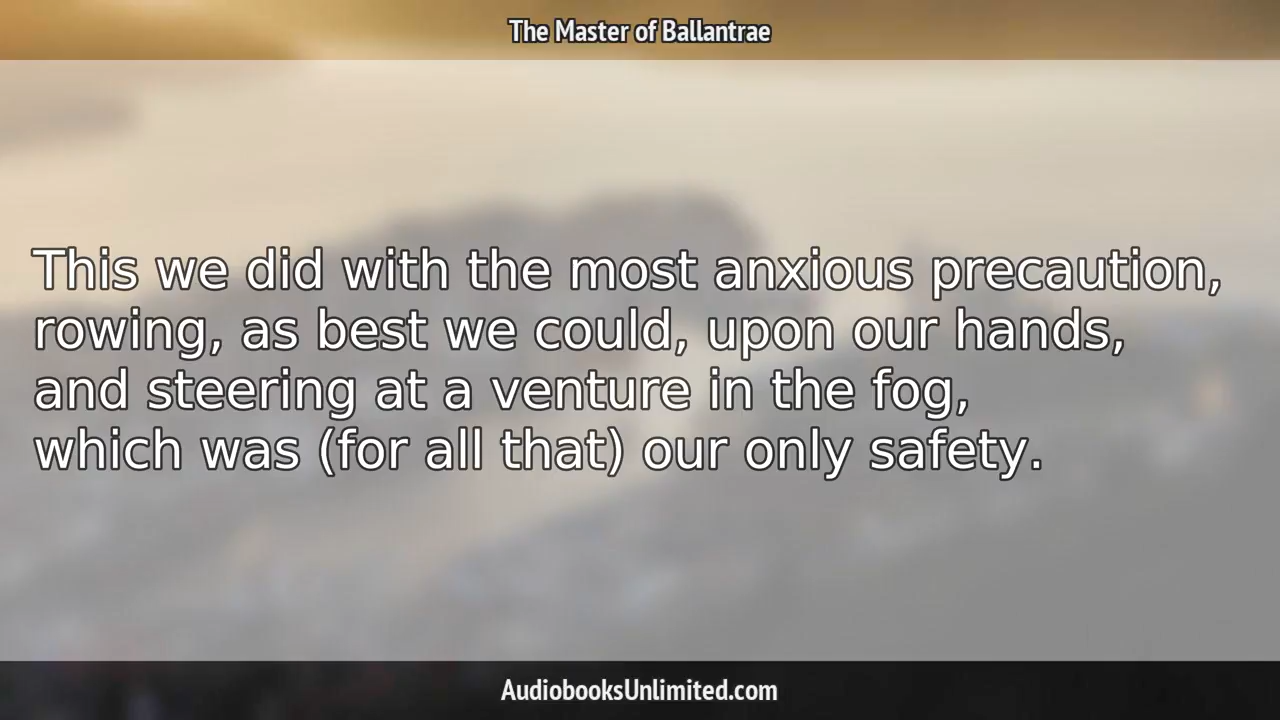 The Master of Ballantrae
This we did with the most anxious precaution,
rowing, as best we could, upon our hands,
and steering at a venture in the fog,
which was (for all that) our only safety.
AudiobooksUnlimited.com